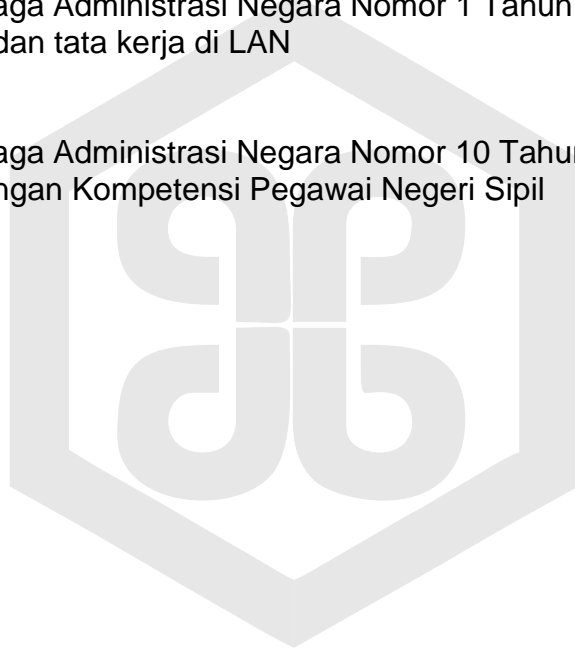 aga Administrasi Negara Nomor 1 Tahun
dan tata kerja di LAN
aga Administrasi Negara Nomor 10 Tahu
ngan Kompetensi Pegawai Negeri Sipil